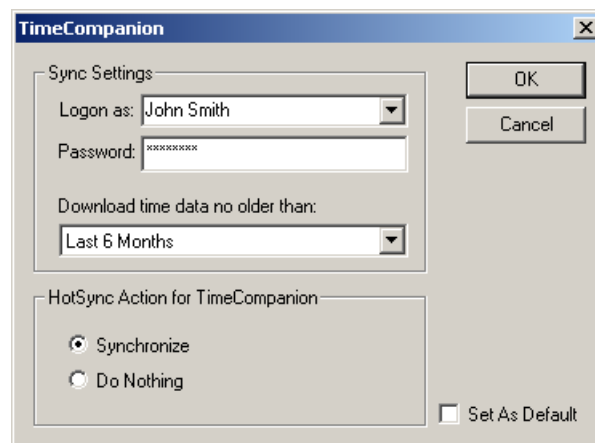 TimeCompanion
Sync Settings
Logon as: John Smith
Password: ********
Download time data no older than:
Last 6 Months
HotSync Action for TimeCompanion
Synchronize
Do Nothing
OK
Cancel
Set As Default